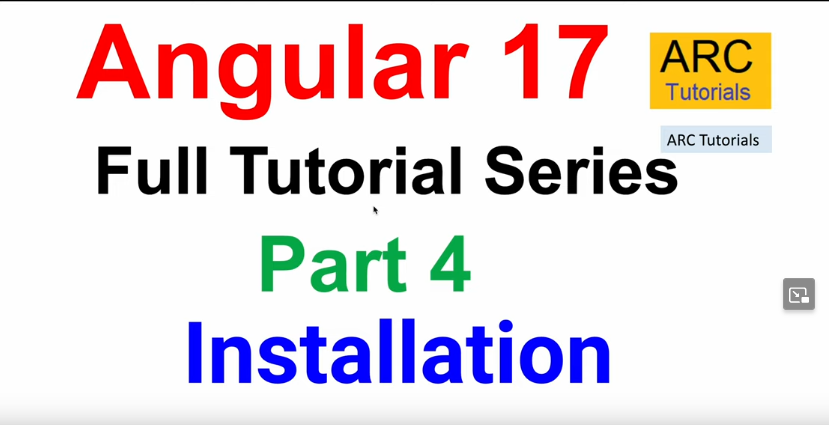 Angular 17
ARC
Tutorials
ARC Tutorials
Full Tutorial Series
Part 4
Installation